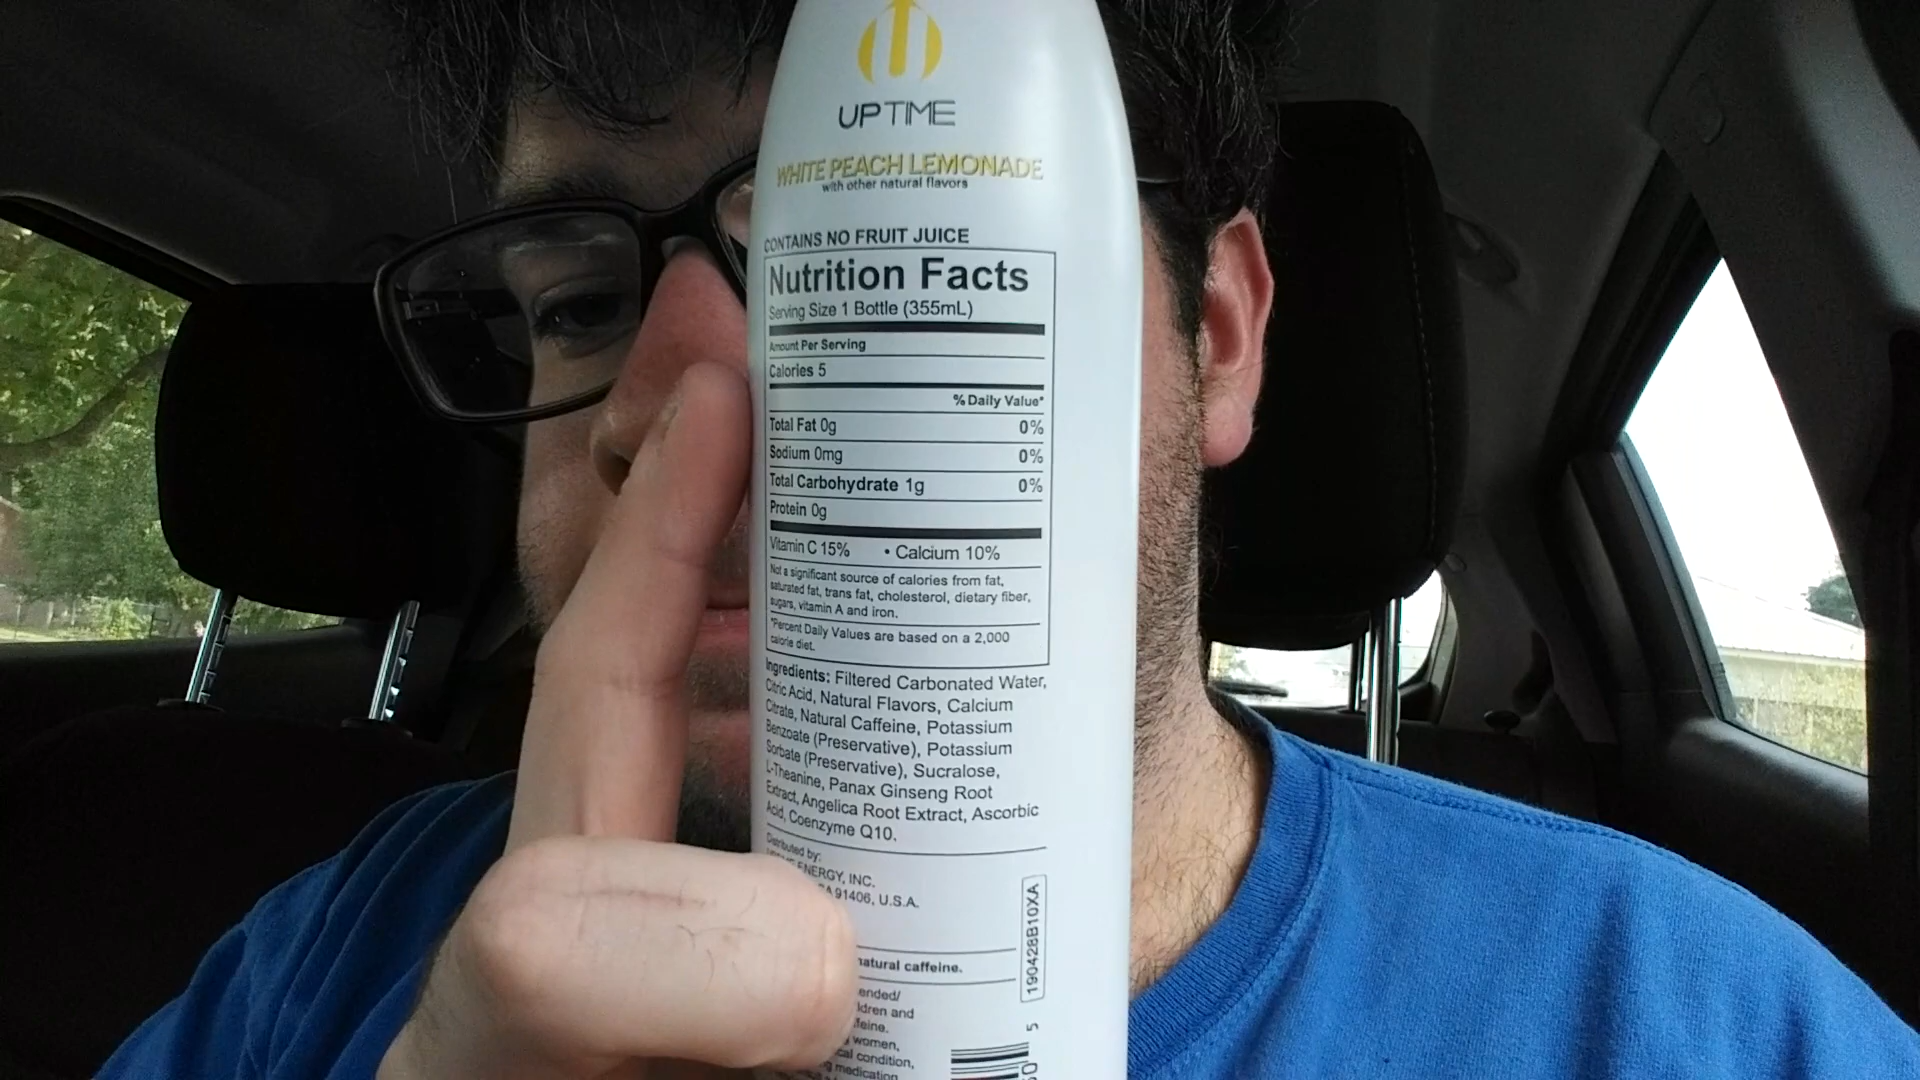 UPTIME
WHITE PEACH LEMONADE
with other natural flavors
CONTAINS NO FRUIT JUICE
Nutrition Facts
Serving Size 1 Bottle (355mL)
Amount Per Serving
Calories 5
% Daily Value*
Total Fat 0g 0%
Sodium 0mg 0%
Total Carbohydrate 1g 0%
Protein 0g
Vitamin C 15% • Calcium 10%
Not a significant source of calories from fat,
saturated fat, trans fat, cholesterol, dietary fiber,
sugars, vitamin A and iron.
*Percent Daily Values are based on a 2,000
calorie diet.
Ingredients: Filtered Carbonated Water,
Citric Acid, Natural Flavors, Calcium
Citrate, Natural Caffeine, Potassium
Benzoate (Preservative), Potassium
Sorbate (Preservative), Sucralose,
L-Theanine, Panax Ginseng Root
Extract, Angelica Root Extract, Ascorbic
Acid, Coenzyme Q10.
Distributed by:
ENERGY, INC.
91406, U.S.A.
190428B10XA
natural caffeine.
and
women,
condition,
medication
5